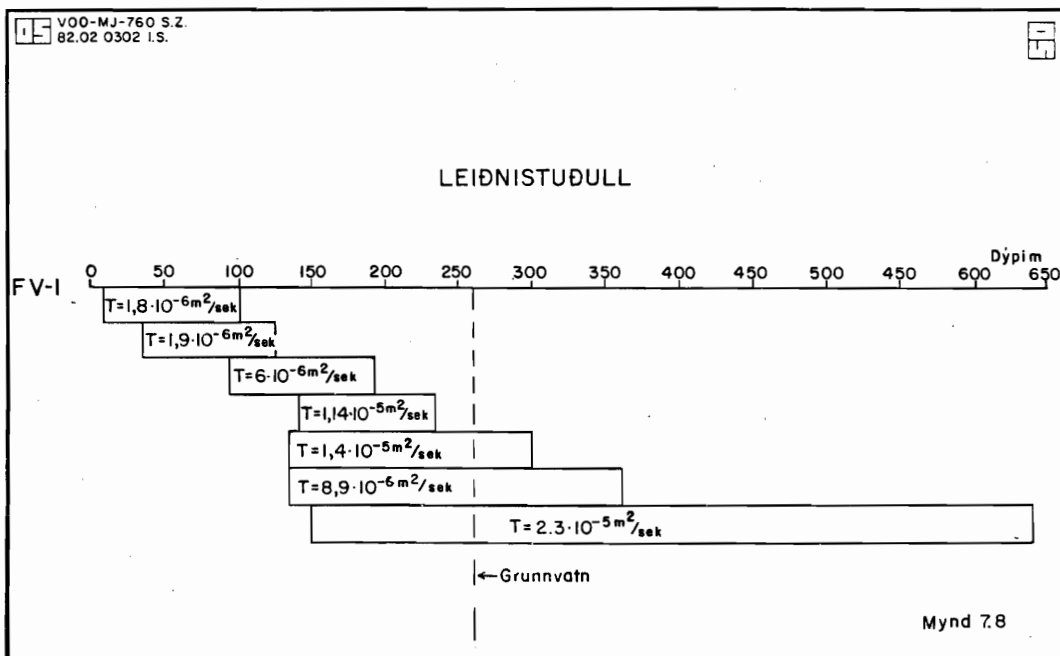 VOO-MJ-760 S.Z.
82.02 0302 I.S.
LEIÐNISTUÐULL
Dýpi m
0 50 100 150 200 250 300 350 400 450 500 450 600 650
FV-1
T=1,8·10⁻⁶m²/sek
T=1,9·10⁻⁶m²/sek
T=6·10⁻⁶m²/sek
T=1,14·10⁻⁵m²/sek
T=1,4·10⁻⁵m²/sek
T=8,9·10⁻⁶m²/sek
T=2.3·10⁻⁵m²/sek
←Grunnvatn
Mynd 7.8